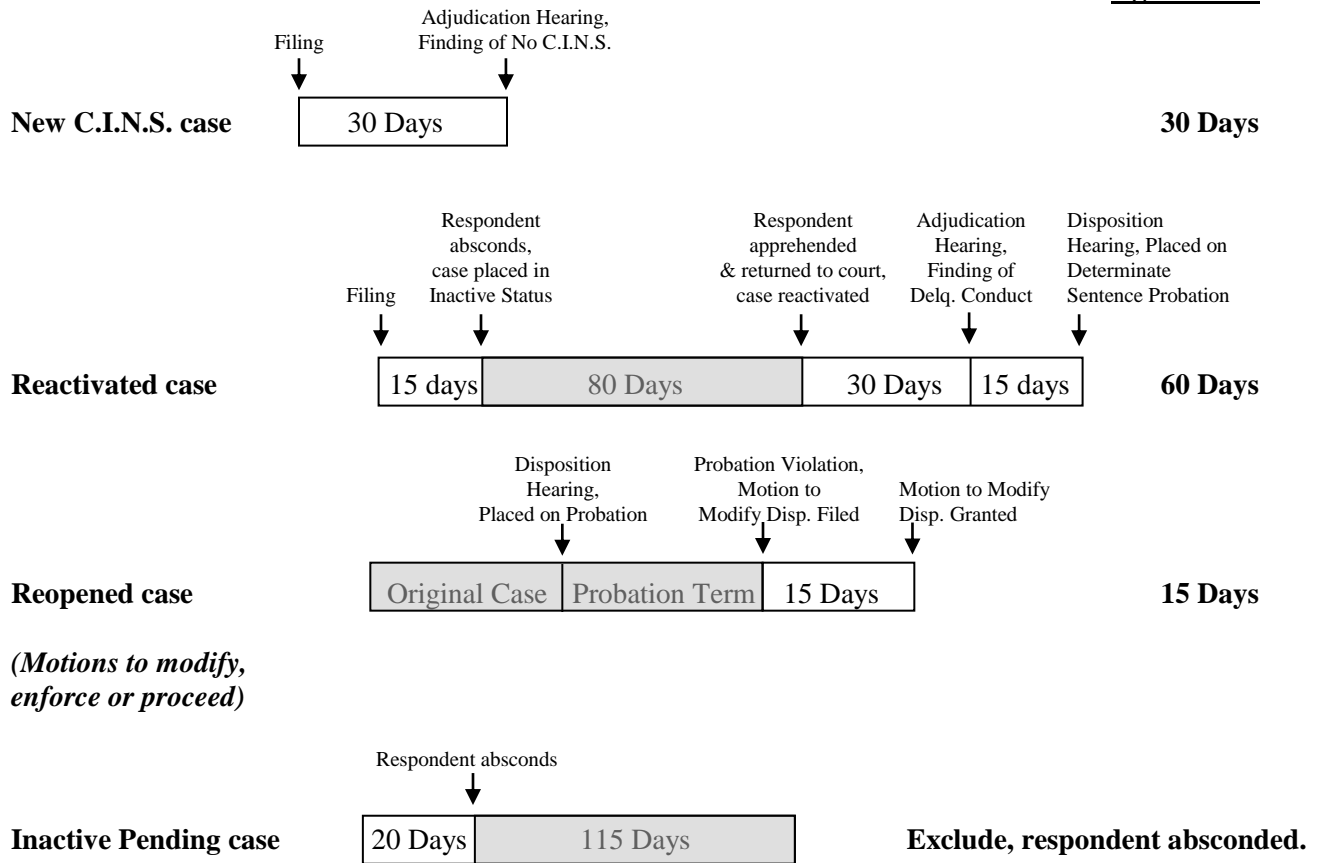 Adjudication Hearing,
Filing Finding of No C.I.N.S.
New C.I.N.S. case 30 Days 30 Days
Respondent
absconds,
case placed in
Inactive Status
Respondent
apprehended
& returned to court,
case reactivated
Adjudication
Hearing,
Finding of
Delq. Conduct
Disposition
Hearing, Placed on
Determinate
Sentence Probation
Filing
Reactivated case 15 days 80 Days 30 Days 15 days 60 Days
Disposition
Hearing,
Placed on Probation
Probation Violation,
Motion to
Modify Disp. Filed
Motion to Modify
Disp. Granted
Reopened case Original Case Probation Term 15 Days 15 Days
(Motions to modify,
enforce or proceed)
Respondent absconds
Inactive Pending case 20 Days 115 Days Exclude, respondent absconded.